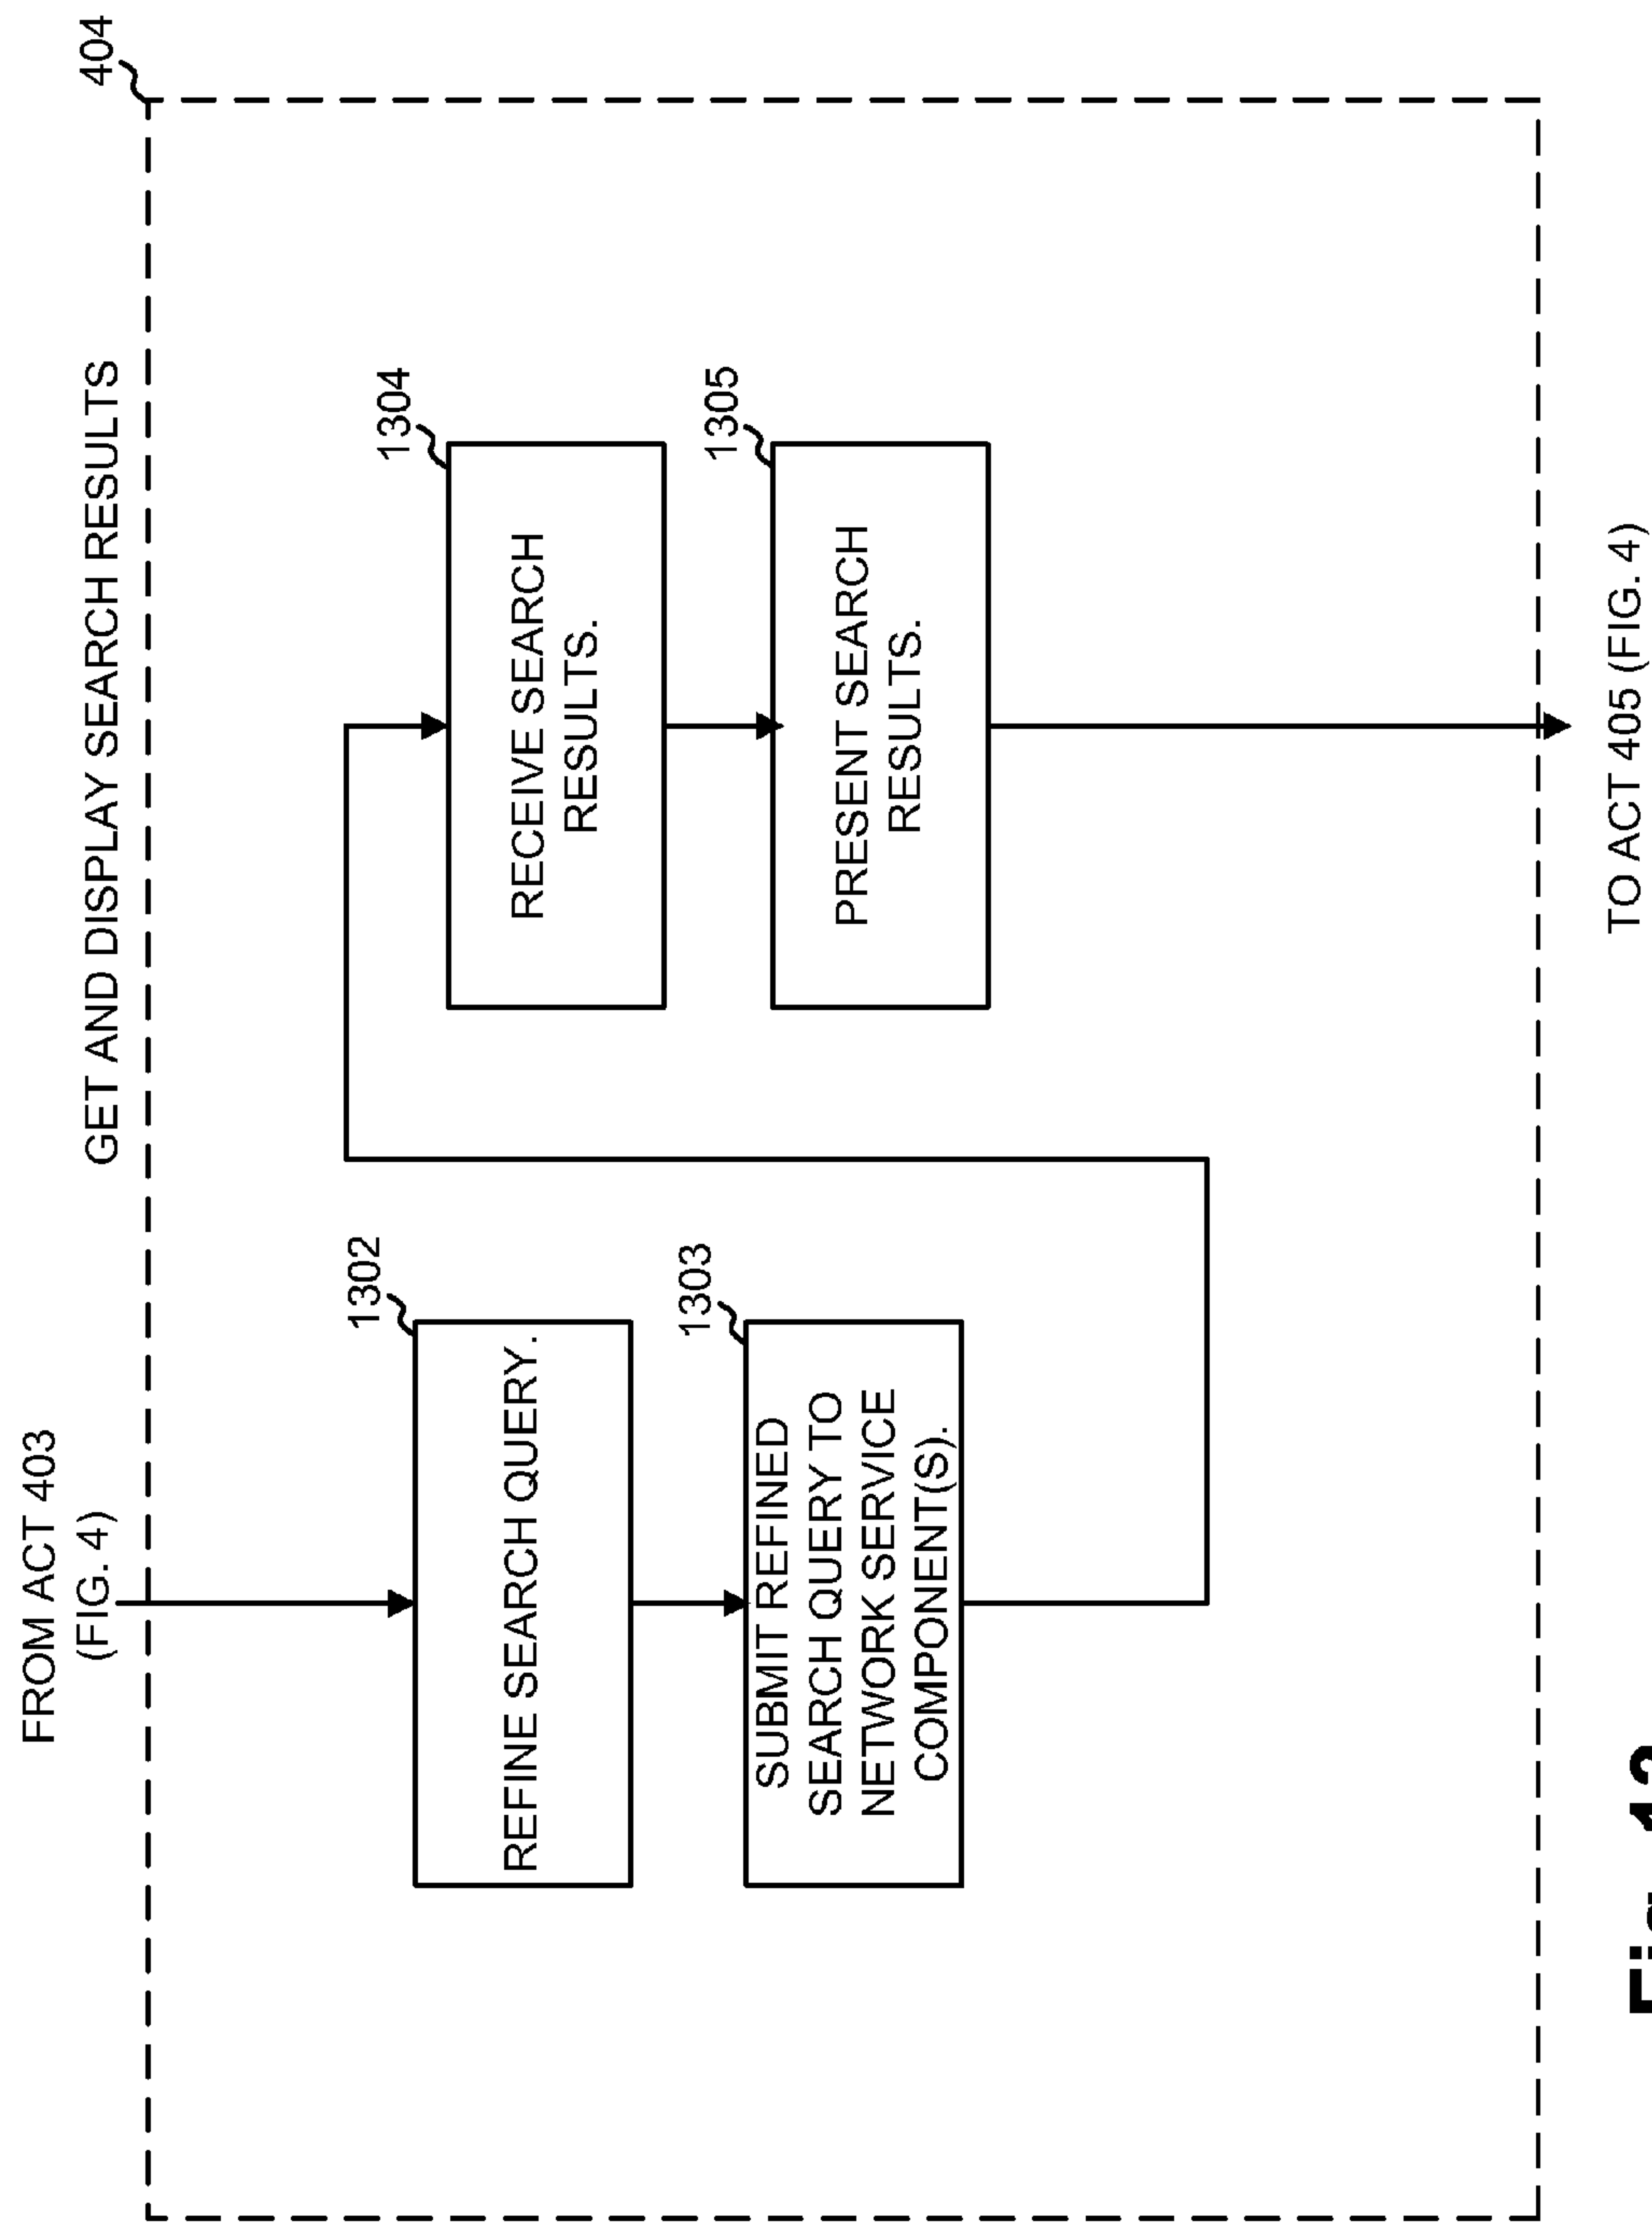 FROM ACT 403
(FIG. 4)
GET AND DISPLAY SEARCH RESULTS
404
1302
REFINE SEARCH QUERY.
1303
SUBMIT REFINED
SEARCH QUERY TO
NETWORK SERVICE
COMPONENT(S).
1304
RECEIVE SEARCH
RESULTS.
1305
PRESENT SEARCH
RESULTS.
TO ACT 405 (FIG. 4)